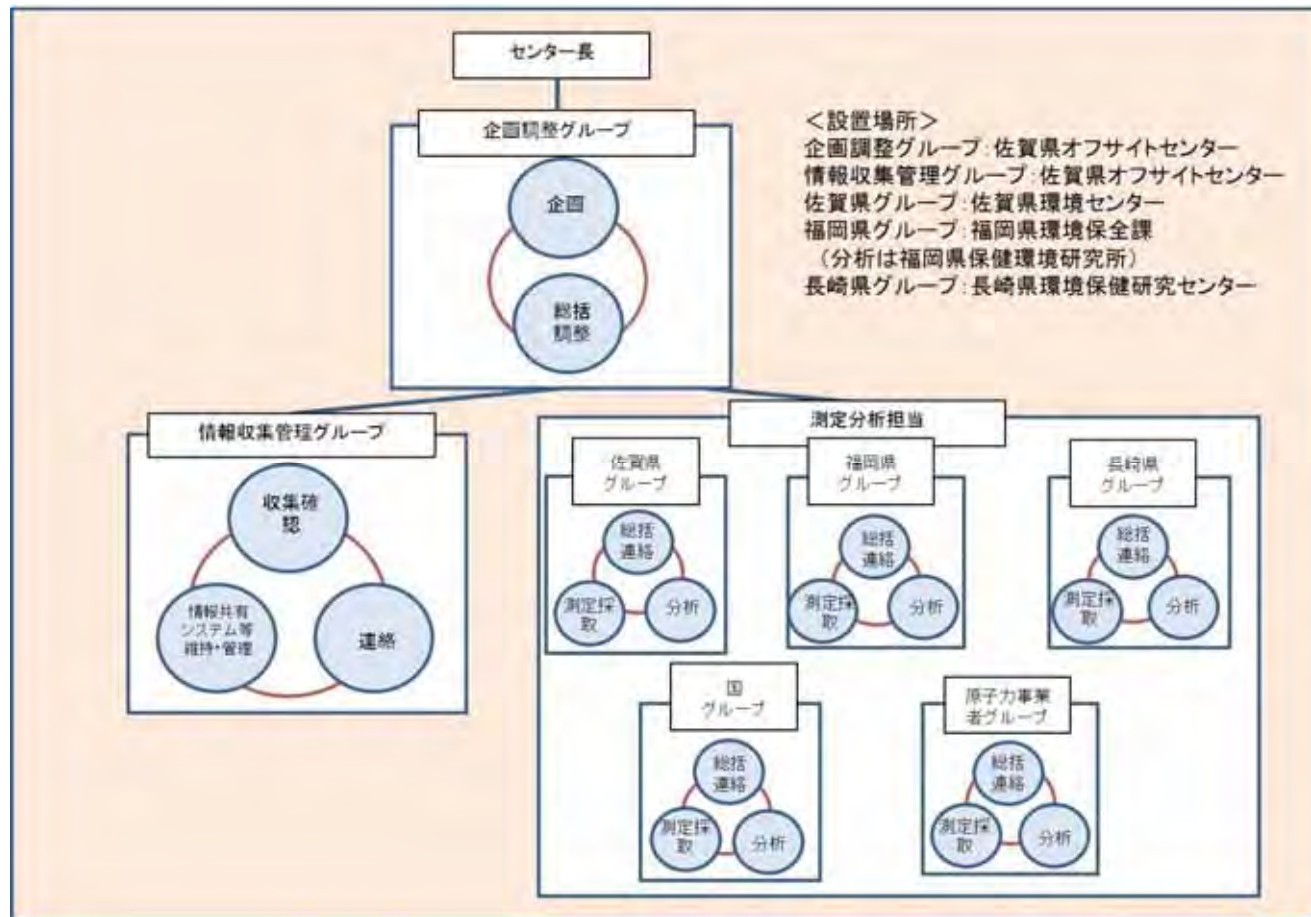 センター長
企画調整グループ
企画
総括
調整
＜設置場所＞
企画調整グループ：佐賀県オフサイトセンター
情報収集管理グループ：佐賀県オフサイトセンター
佐賀県グループ：佐賀県環境センター
福岡県グループ：福岡県環境保全課
（分析は福岡県保健環境研究所）
長崎県グループ：長崎県環境保健研究センター
情報収集管理グループ
収集確
認
情報共有
システム等
維持・管理
連絡
測定分析担当
佐賀県
グループ
総括
連絡
測定採
取
分析
福岡県
グループ
総括
連絡
測定採
取
分析
長崎県
グループ
総括
連絡
測定採
取
分析
国
グループ
総括
連絡
測定採
取
分析
原子力事業
者グループ
総括
連絡
測定採
取
分析